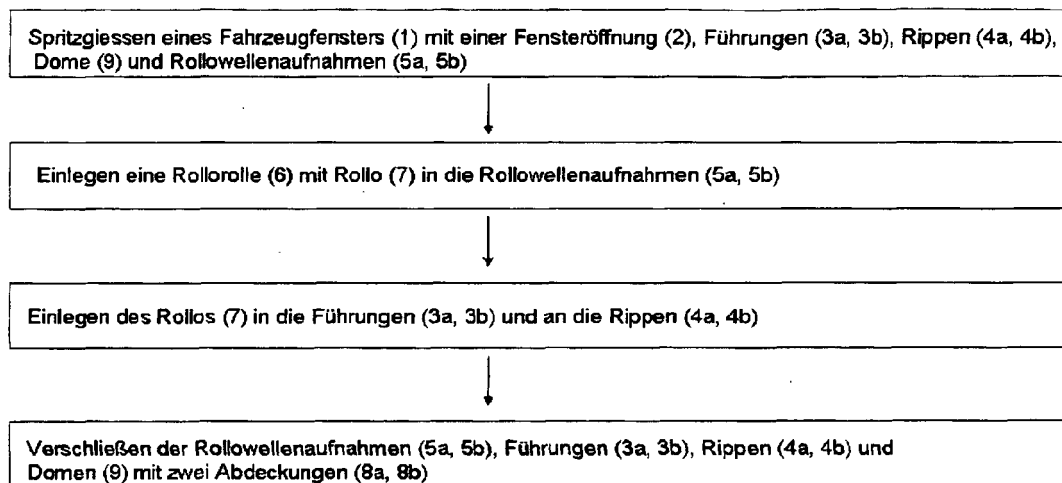 Spritzgiessen eines Fahrzeugfensters (1) mit einer Fensteröffnung (2), Führungen (3a, 3b), Rippen (4a, 4b),
Dome (9) und Rollowellenaufnahmen (5a, 5b)
Einlegen eine Rollorolle (6) mit Rollo (7) in die Rollowellenaufnahmen (5a, 5b)
Einlegen des Rollos (7) in die Führungen (3a, 3b) und an die Rippen (4a, 4b)
Verschließen der Rollowellenaufnahmen (5a, 5b), Führungen (3a, 3b), Rippen (4a, 4b) und
Domen (9) mit zwei Abdeckungen (8a, 8b)